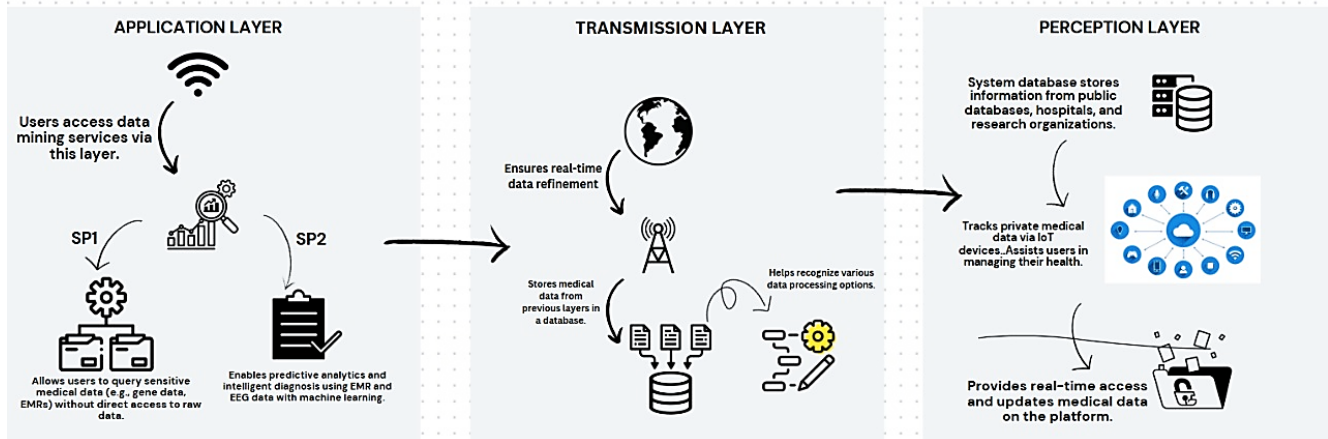 APPLICATION LAYER
Users access data
mining services via
this layer.
SP1
SP2
Allows users to query sensitive
medical data (e.g., gene data,
EMRs) without direct access to raw
data.
Enables predictive analytics and
intelligent diagnosis using EMR and
EEG data with machine learning.
TRANSMISSION LAYER
Ensures real-time
data refinement
Stores medical
data from
previous layers in
a database.
Helps recognize various
data processing options.
PERCEPTION LAYER
System database stores
information from public
databases, hospitals, and
research organizations.
Tracks private medical
data via IoT
devices..Assists users in
managing their health.
Provides real-time access
and updates medical data
on the platform.